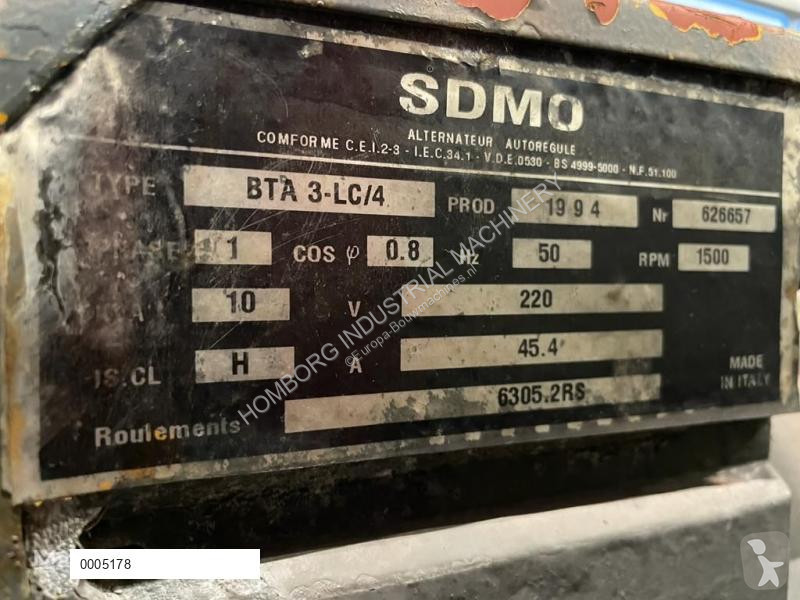 SDMO
ALTERNATEUR AUTOREGULE
COMFORME C.E.I.2-3 - I.E.C.34.1 - V.D.E.0530 - BS 4999-5000 - N.F.51.100
TYPE BTA 3-LC/4 PROD 1994 Nr 626657
1 COS φ 0.8 Hz 50 RPM 1500
10 V 220
IS.CL H A 45.4
MADE IN ITALY
Roulements 6305.2RS
HOMBORG INDUSTRIAL MACHINERY
©Europa-Bouwmachines.nl
0005178